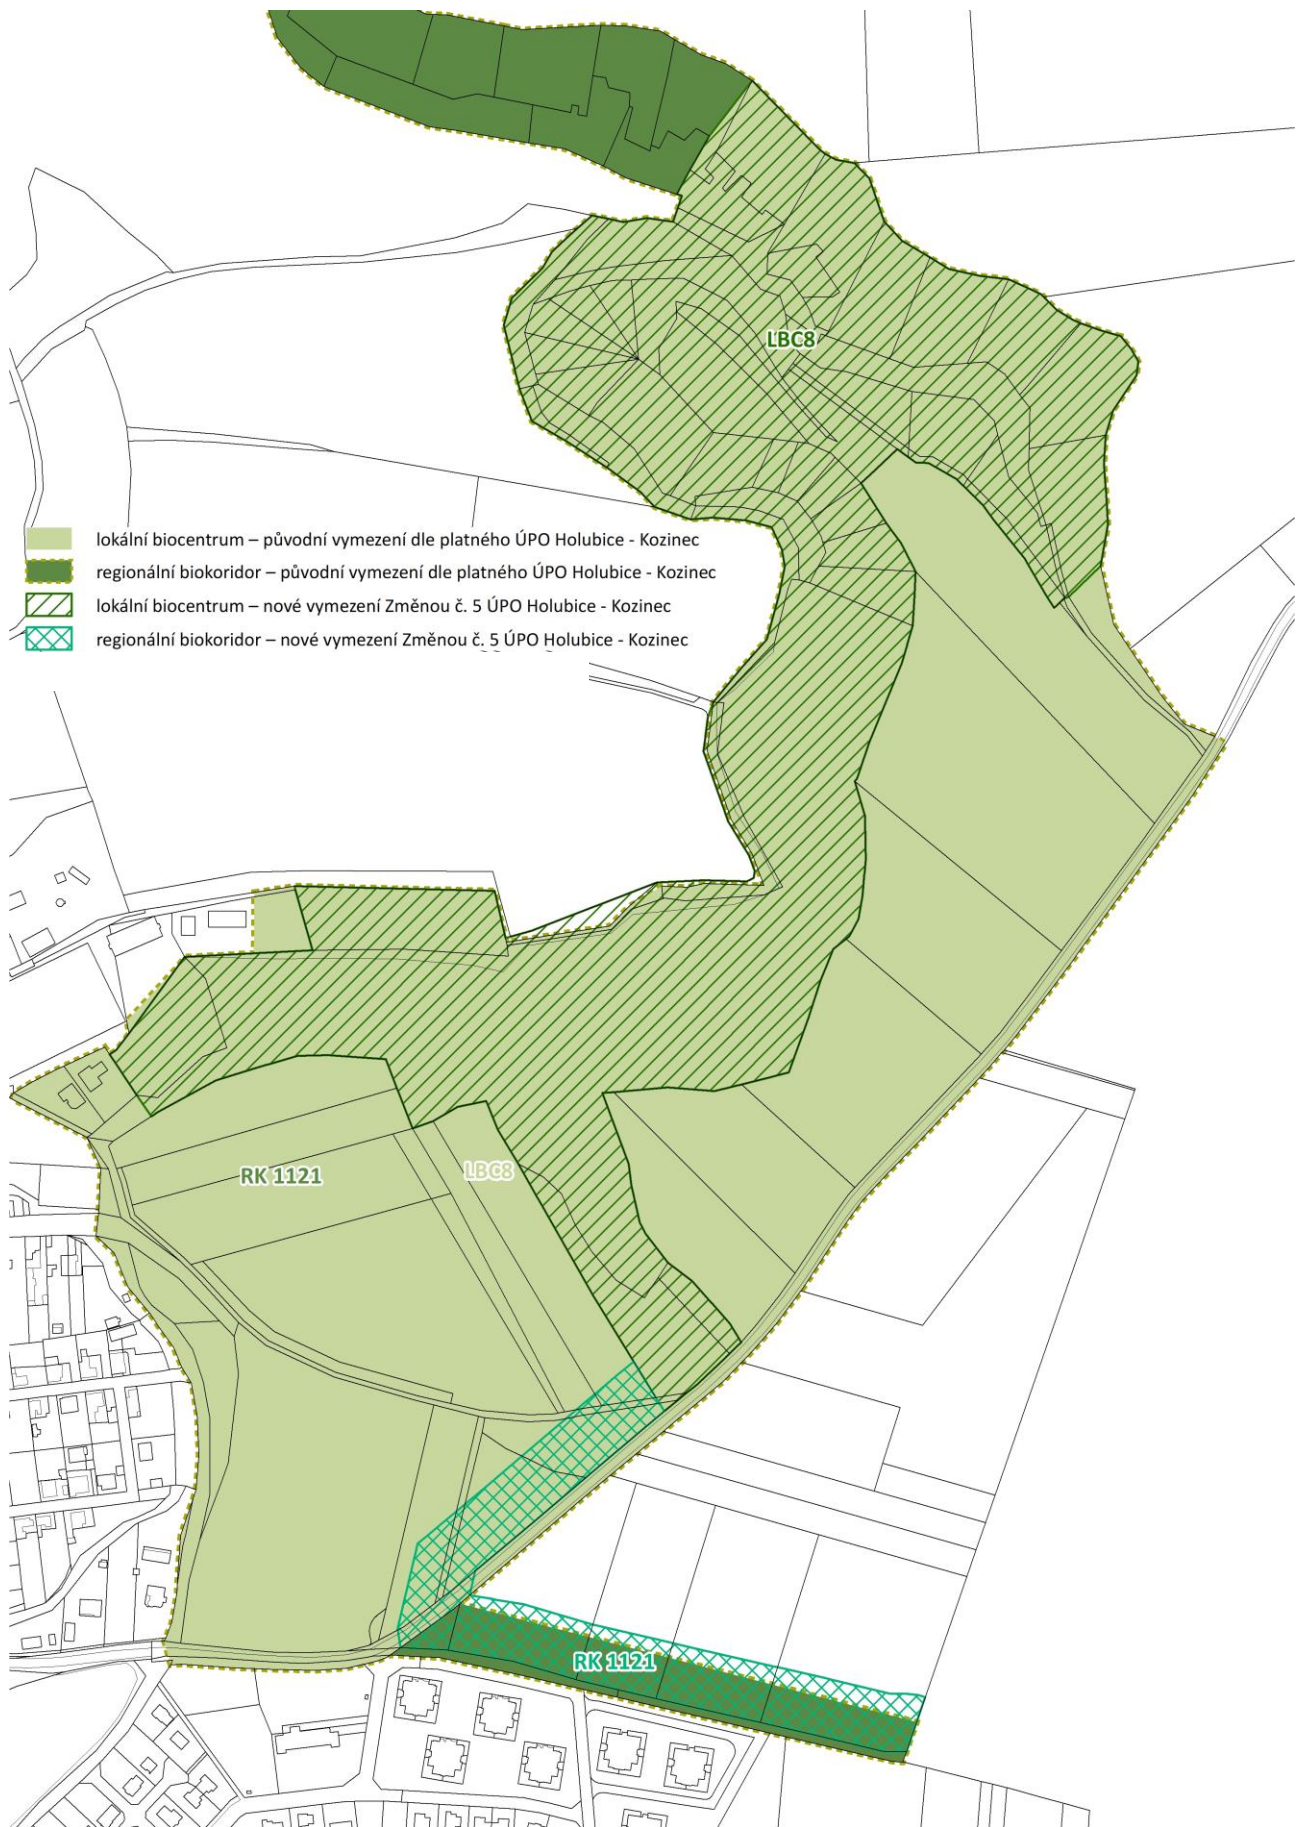 LBC8
lokální biocentrum – původní vymezení dle platného ÚPO Holubice - Kozinec
regionální biokoridor – původní vymezení dle platného ÚPO Holubice - Kozinec
lokální biocentrum – nové vymezení Změnou č. 5 ÚPO Holubice - Kozinec
regionální biokoridor – nové vymezení Změnou č. 5 ÚPO Holubice - Kozinec
RK 1121
LBC8
RK 1121